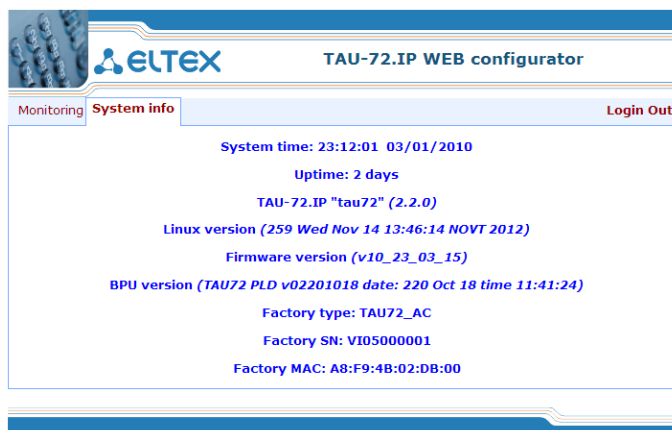 ELTEX
TAU-72.IP WEB configurator
Monitoring System info Login Out
System time: 23:12:01 03/01/2010
Uptime: 2 days
TAU-72.IP "tau72" (2.2.0)
Linux version (259 Wed Nov 14 13:46:14 NOVT 2012)
Firmware version (v10_23_03_15)
BPU version (TAU72 PLD v02201018 date: 220 Oct 18 time 11:41:24)
Factory type: TAU72_AC
Factory SN: VI05000001
Factory MAC: A8:F9:4B:02:DB:00